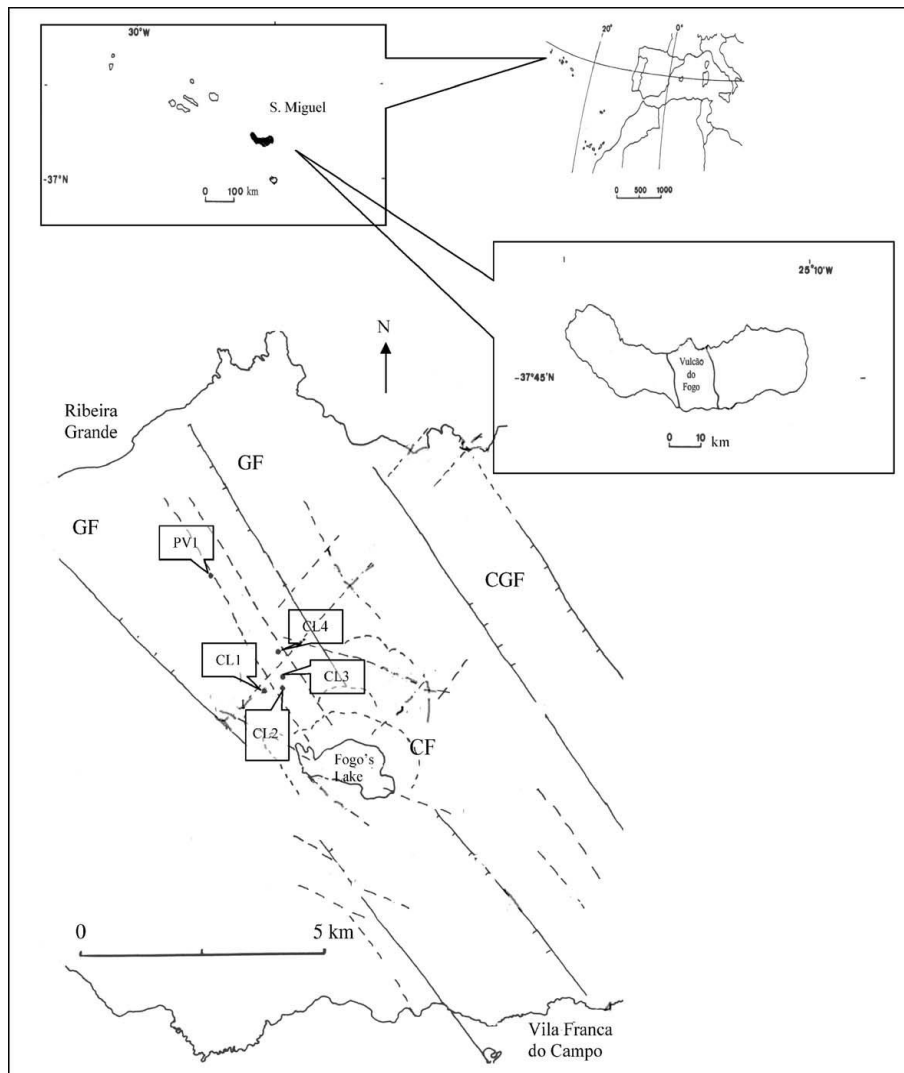 30°W
S. Miguel
-37°N
0 100 km
20° 0°
0 500 1000
25°10'W
-37°45'N
Vulcão
do
Fogo
0 10 km
N
Ribeira
Grande
GF
GF
CGF
PV1
CL4
CL1
CL3
CL2
CF
Fogo's
Lake
0 5 km
Vila Franca
do Campo